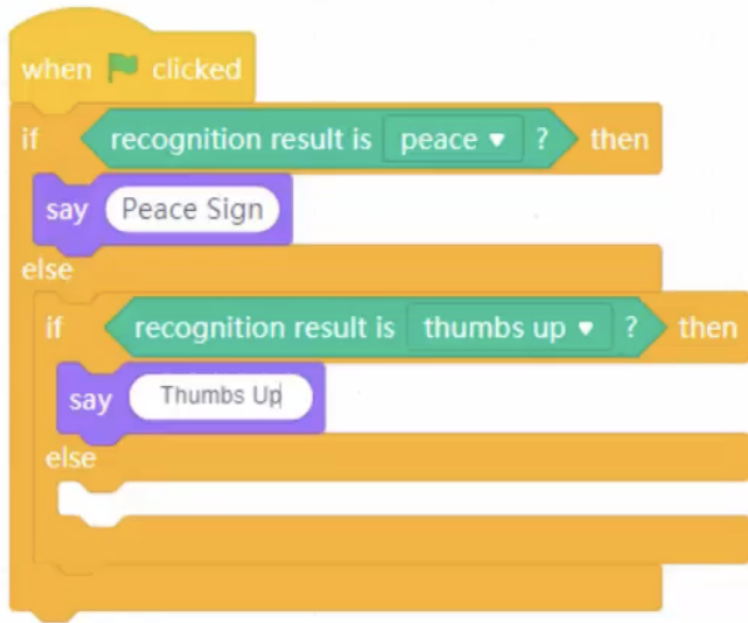 when clicked
if recognition result is peace ? then
say Peace Sign
else
if recognition result is thumbs up ? then
say Thumbs Up
else